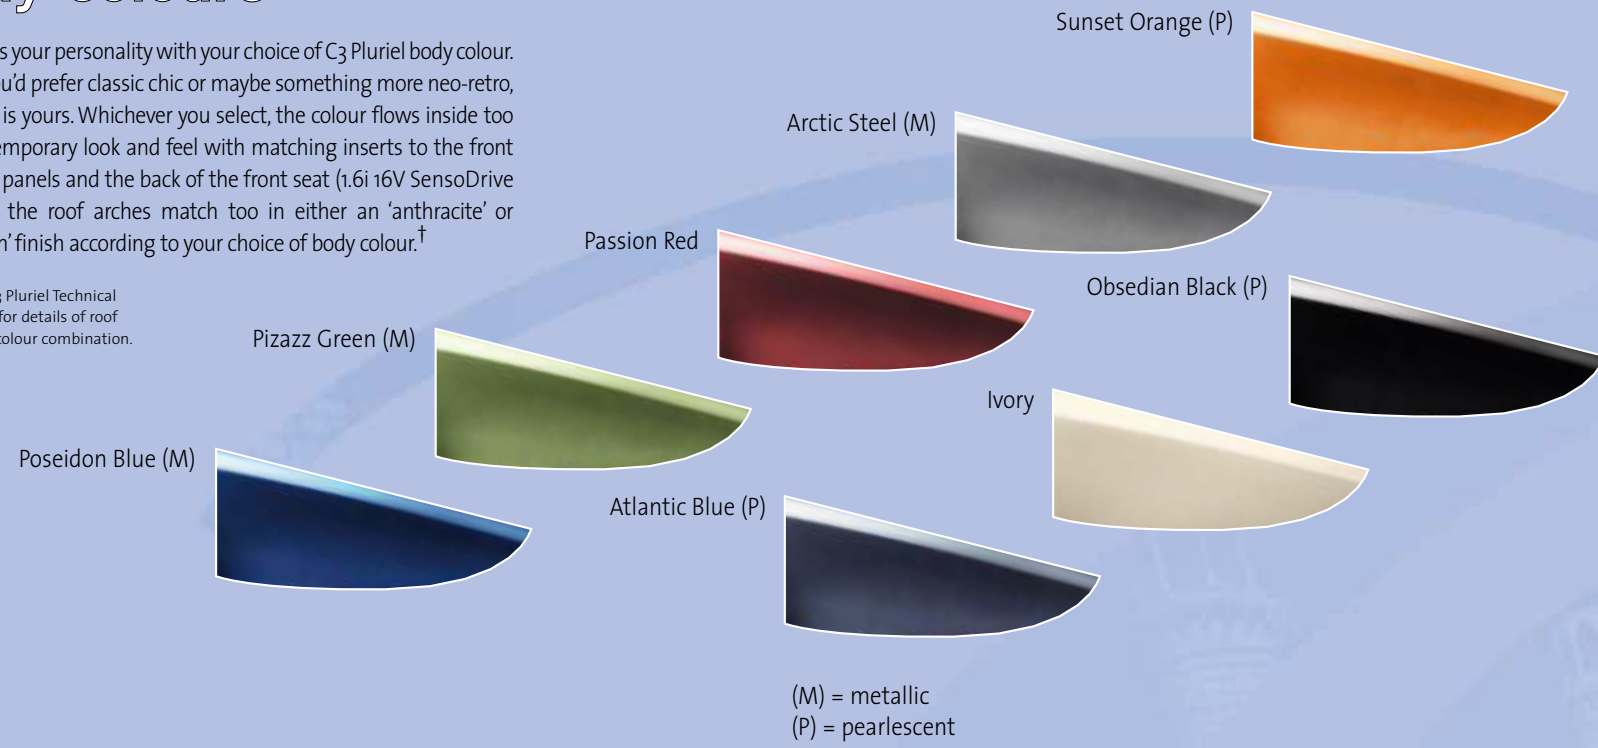 y colours
s your personality with your choice of C3 Pluriel body colour.
u'd prefer classic chic or maybe something more neo-retro,
is yours. Whichever you select, the colour flows inside too
emporary look and feel with matching inserts to the front
panels and the back of the front seat (1.6i 16V SensoDrive
the roof arches match too in either an ‘anthracite’ or
n’ finish according to your choice of body colour.†
3 Pluriel Technical
for details of roof
colour combination.
Sunset Orange (P)
Arctic Steel (M)
Passion Red
Obsedian Black (P)
Pizazz Green (M)
Ivory
Poseidon Blue (M)
Atlantic Blue (P)
(M) = metallic
(P) = pearlescent